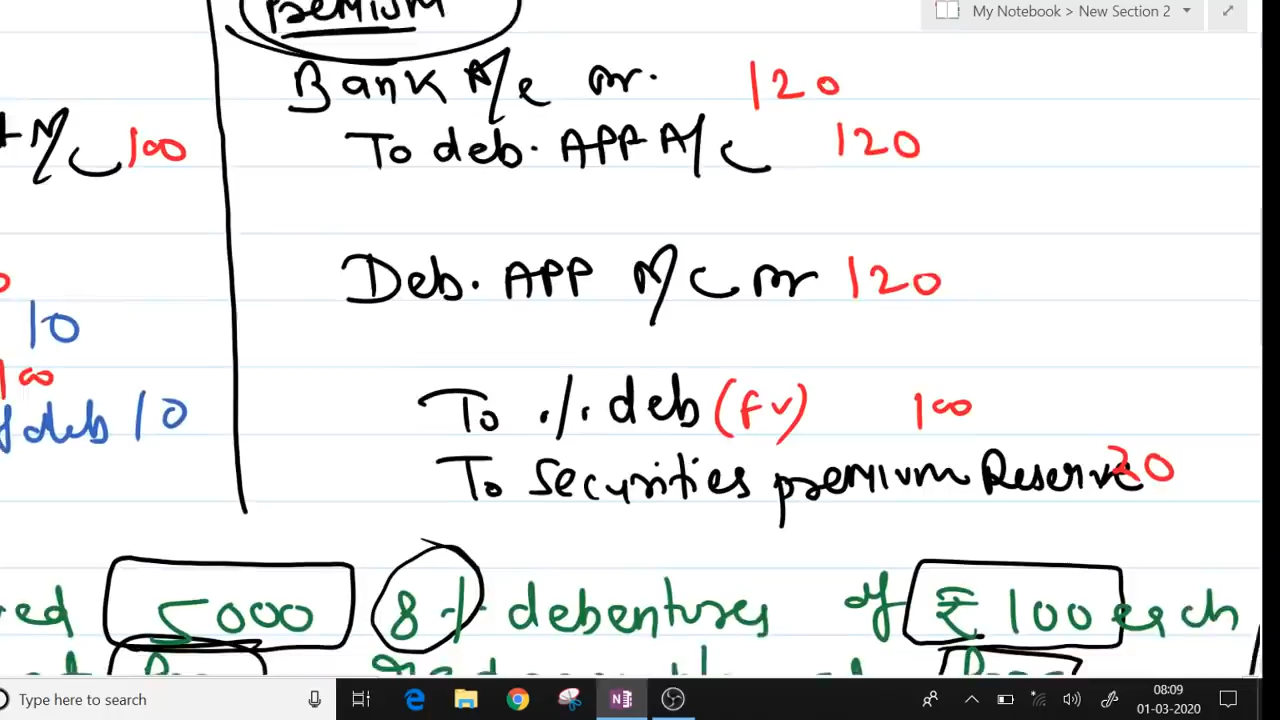 premium
My Notebook > New Section 2
Bank A/c Dr. 120
To deb. APP A/C 120
A/C 100
Deb. APP A/C Dr 120
10
100
To % deb (FV) 100
deb 10
To Securities premium Reserve 20
5000 8% debentures of ₹100 each
Type here to search
08:09
01-03-2020